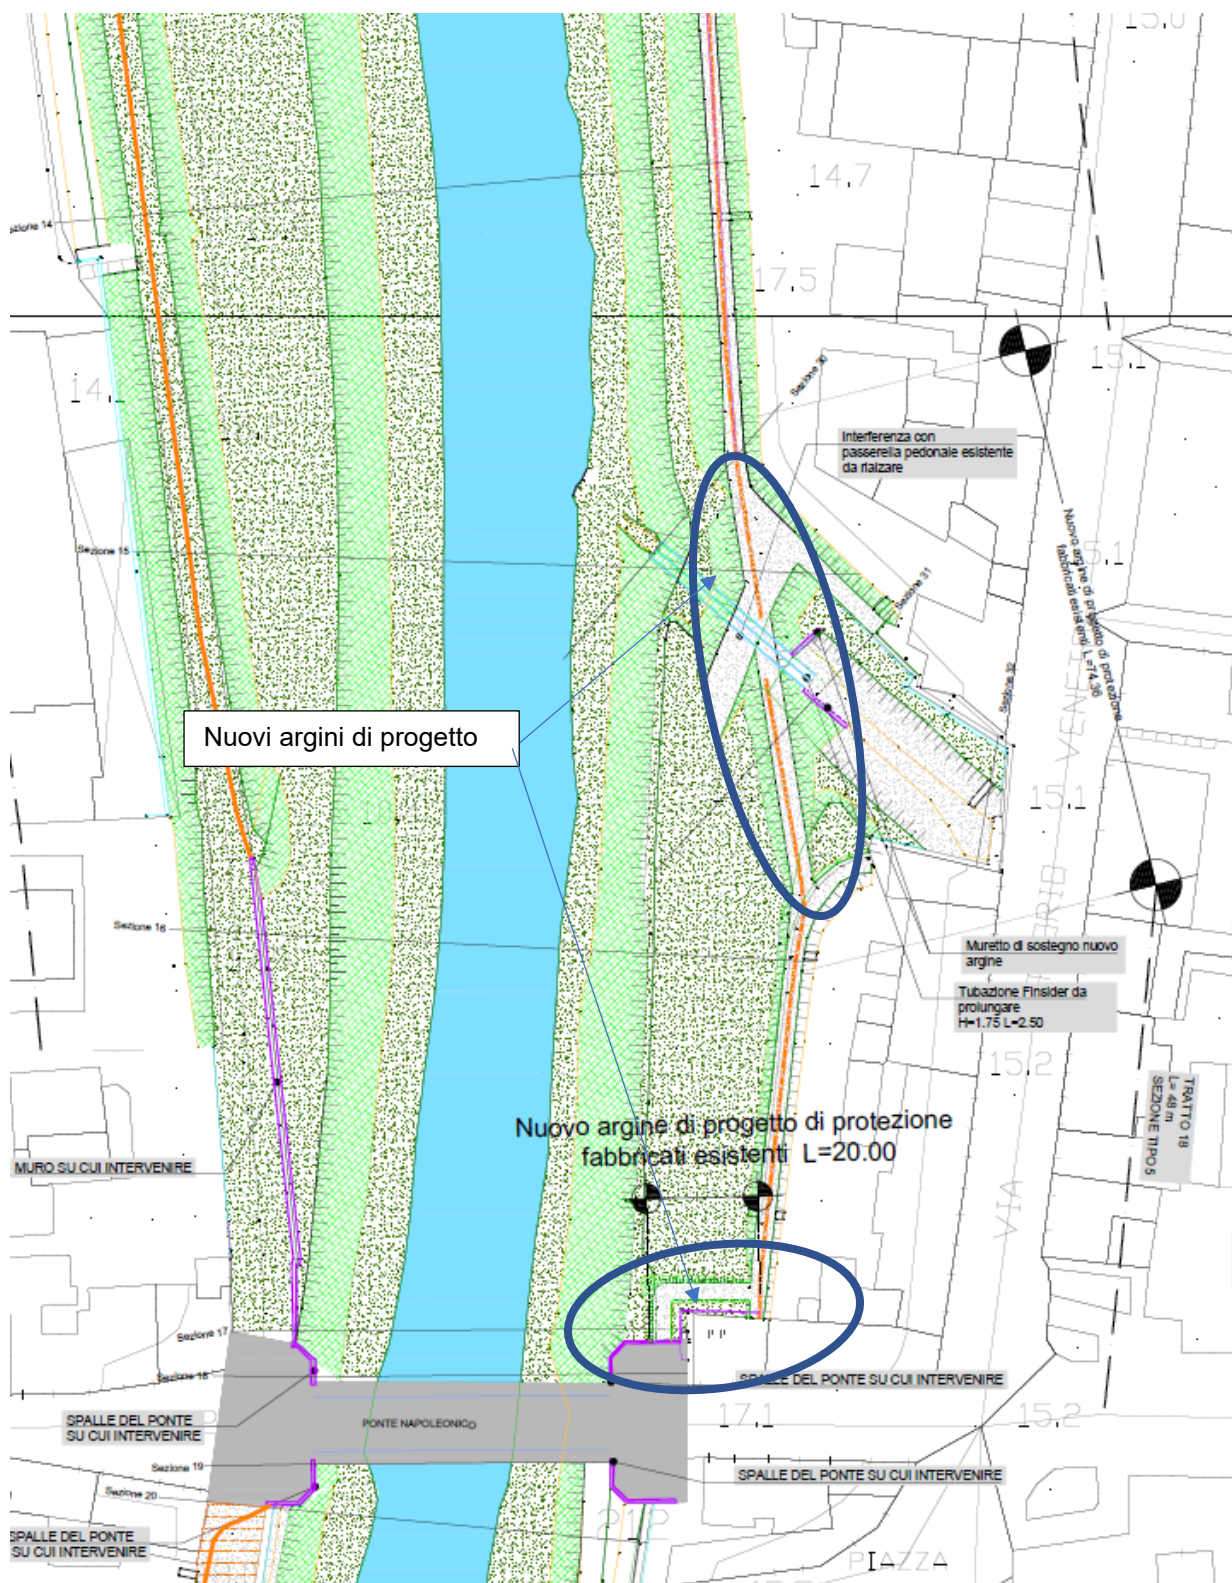 15.0
14.7
Sezione 14
17.5
15.1
14.1
Sezione 30
Interferenza con
passerella pedonale esistente
da rialzare
Nuovo argine di progetto di protezione
fabbricati esistenti L=74.36
15.1
Sezione 15
Sezione 31
Sezione 32
Nuovi argini di progetto
15.1
Sezione 16
Muretto di sostegno nuovo
argine
Tubazione Finsider da
prolungare
H=1.75 L=2.50
15.2
TRATTO 18
L= 48 m
SEZIONE TIPO 5
Nuovo argine di progetto di protezione
fabbricati esistenti L=20.00
MURO SU CUI INTERVENIRE
VIA
Sezione 17
Sezione 18
SPALLE DEL PONTE SU CUI INTERVENIRE
SPALLE DEL PONTE
SU CUI INTERVENIRE
PONTE NAPOLEONICO
17.1
15.2
Sezione 19
SPALLE DEL PONTE SU CUI INTERVENIRE
Sezione 20
SPALLE DEL PONTE
SU CUI INTERVENIRE
PIAZZA